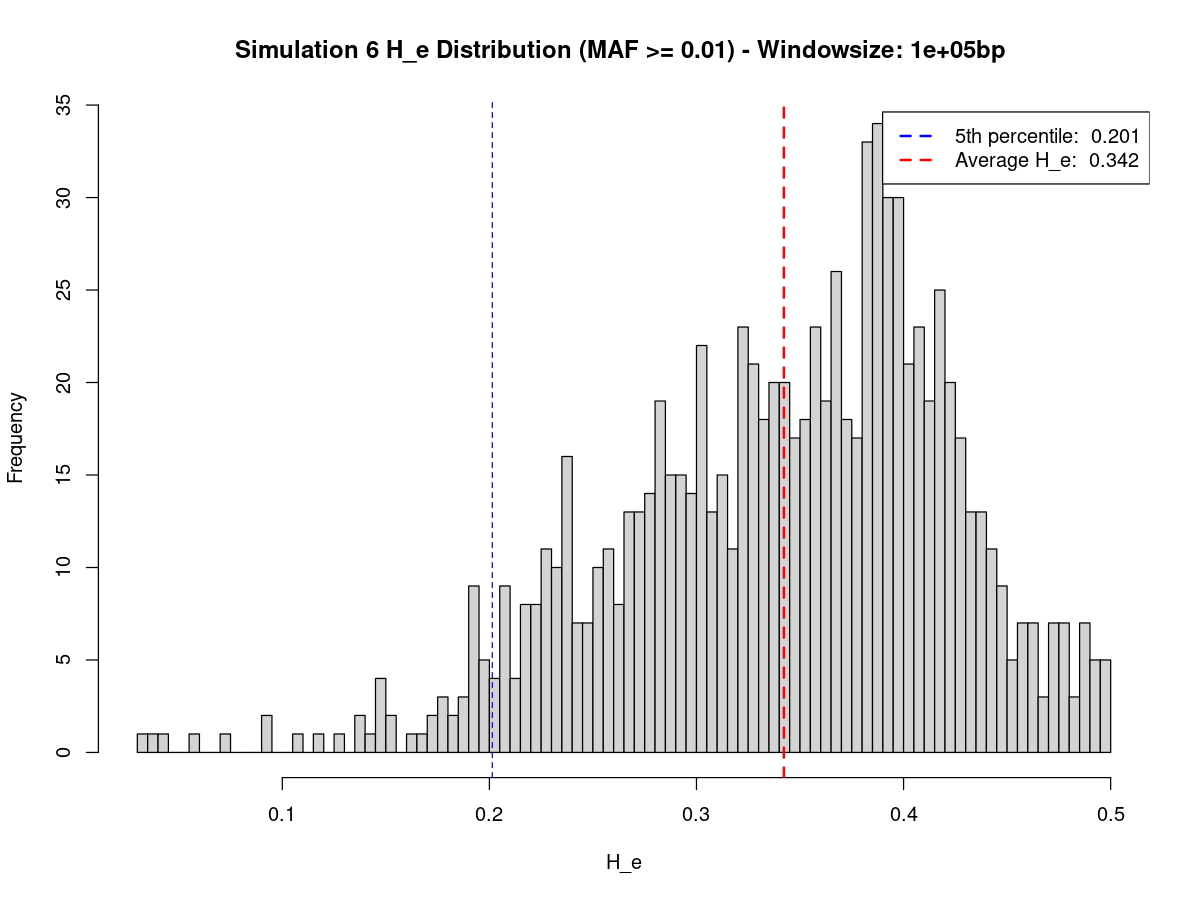 Simulation 6 H_e Distribution (MAF >= 0.01) - Windowsize: 1e+05bp
35
30
25
20
15
10
5
0
Frequency
5th percentile: 0.201
Average H_e: 0.342
0.1 0.2 0.3 0.4 0.5
H_e